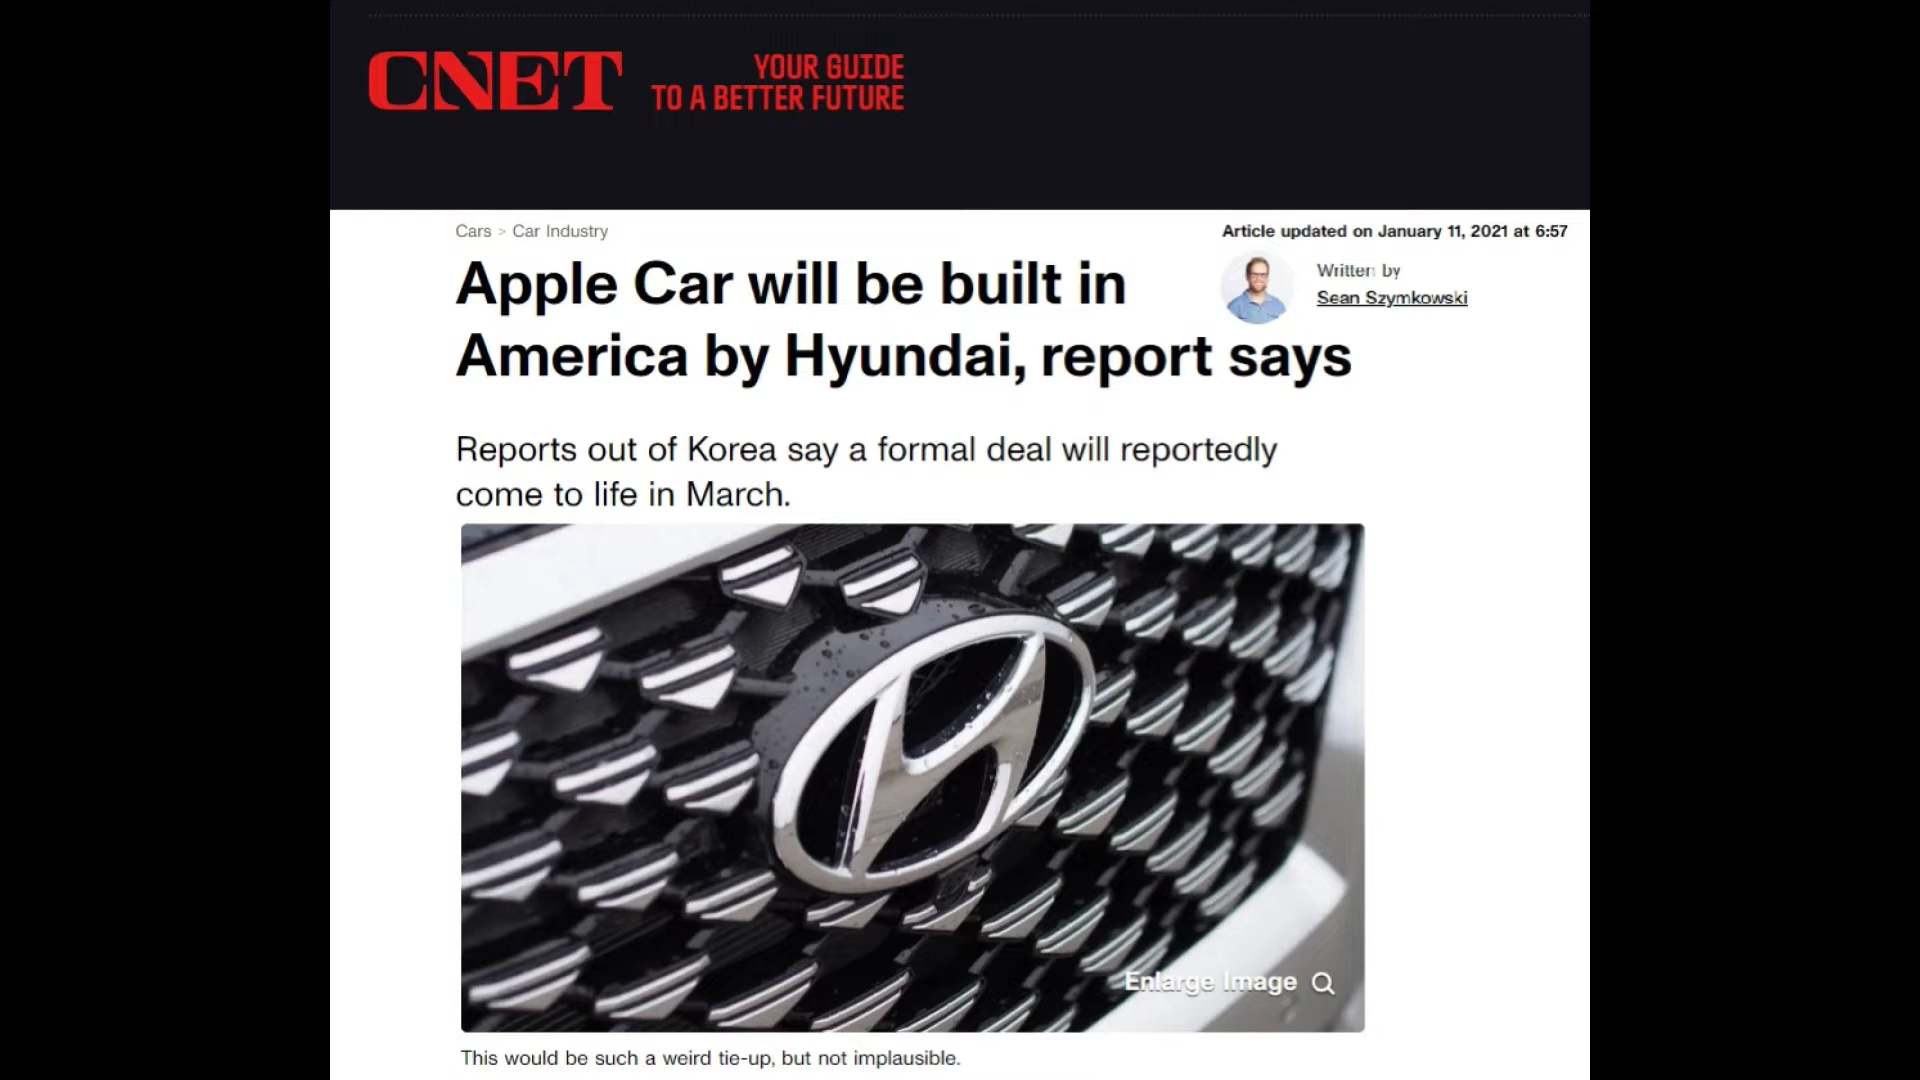 CNET
YOUR GUIDE
TO A BETTER FUTURE
Cars > Car Industry
Article updated on January 11, 2021 at 6:57
Apple Car will be built in
America by Hyundai, report says
Written by
Sean Szymkowski
Reports out of Korea say a formal deal will reportedly
come to life in March.
Enlarge Image
This would be such a weird tie-up, but not implausible.